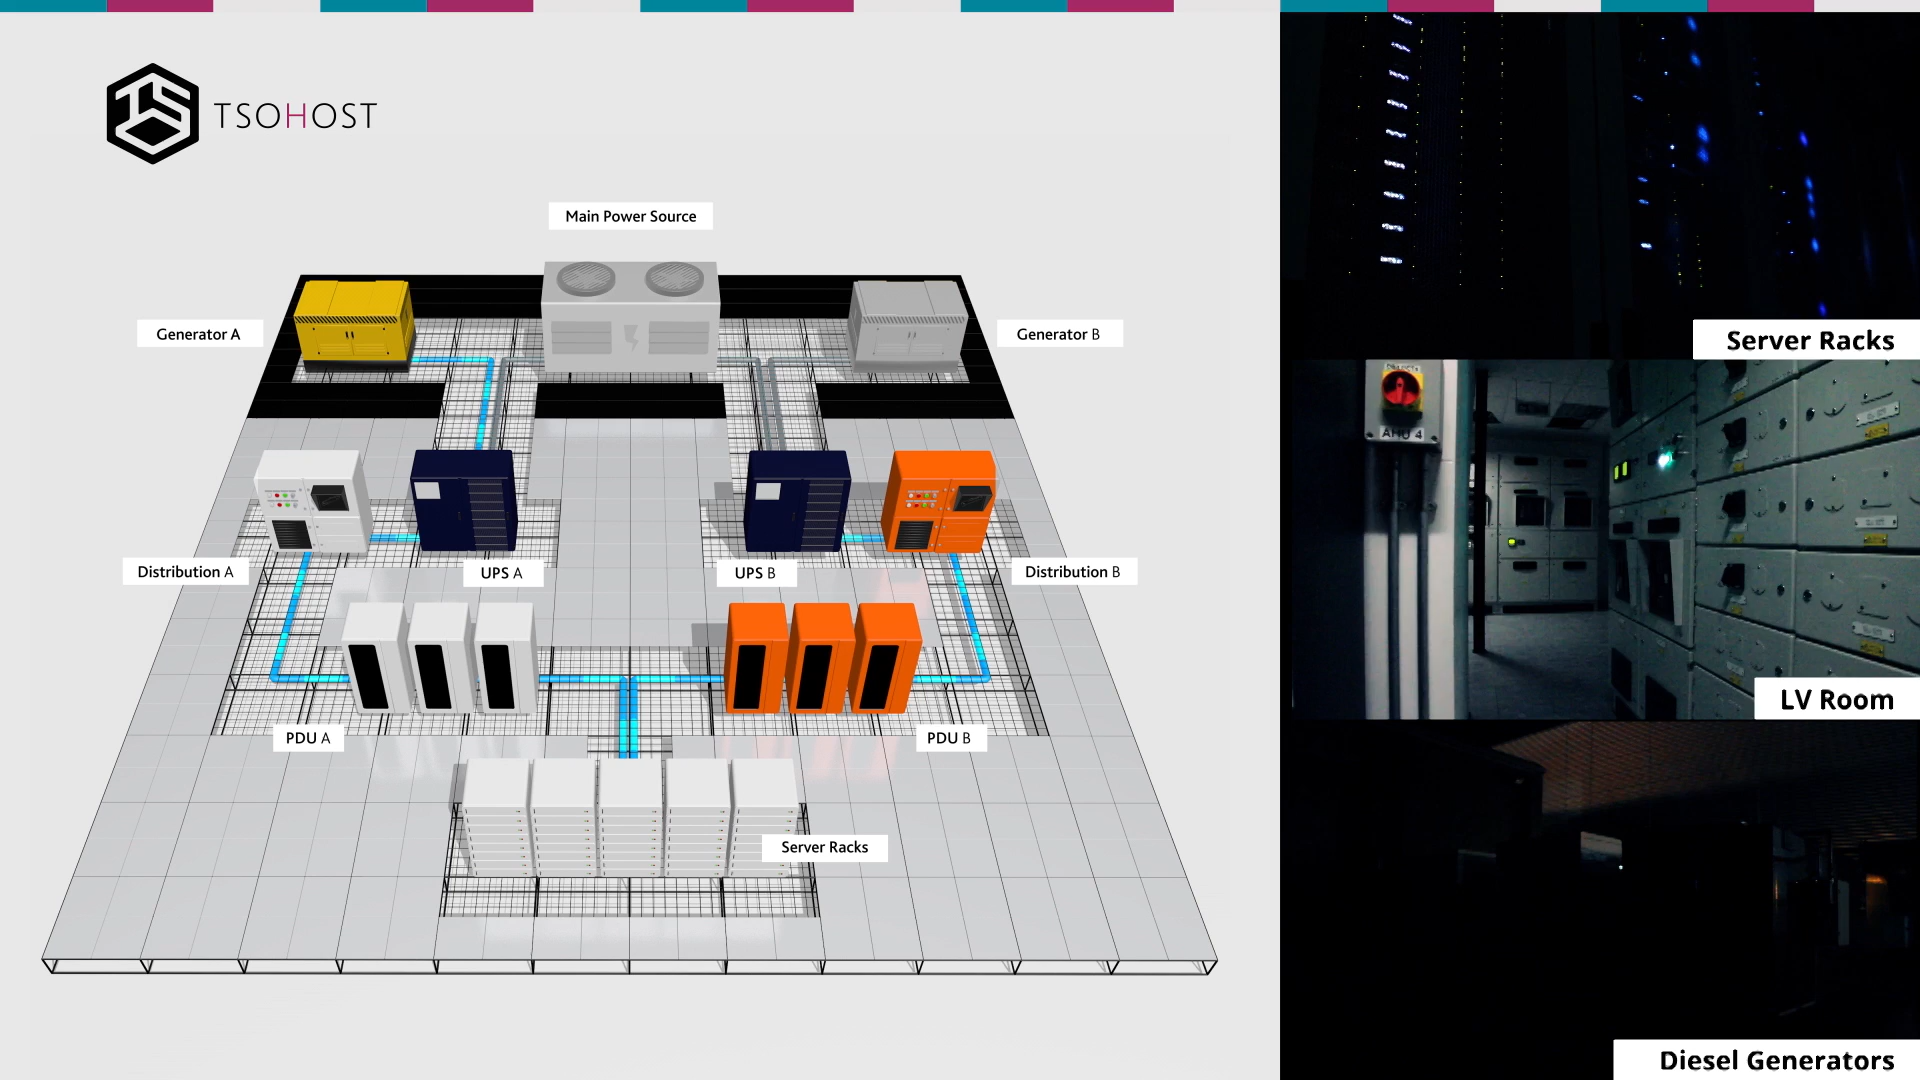 TSOHOST
Main Power Source
Generator A
Generator B
Distribution A
UPS A
UPS B
Distribution B
PDU A
PDU B
Server Racks
Server Racks
AHU 4
LV Room
Diesel Generators